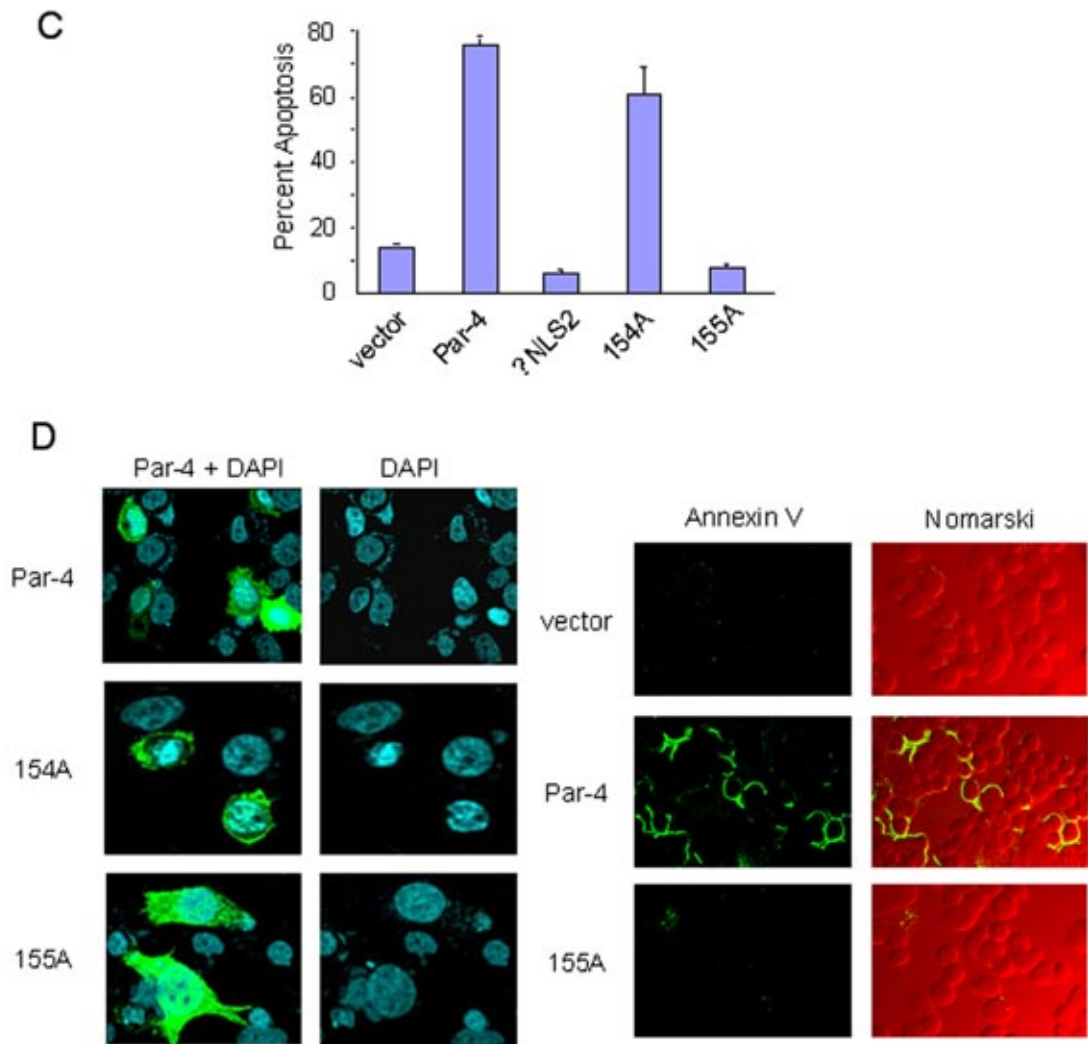 C
Percent Apoptosis
80
60
40
20
0
vector
Par-4
?NLS2
154A
155A
D
Par-4 + DAPI
DAPI
Par-4
154A
155A
Annexin V
Nomarski
vector
Par-4
155A